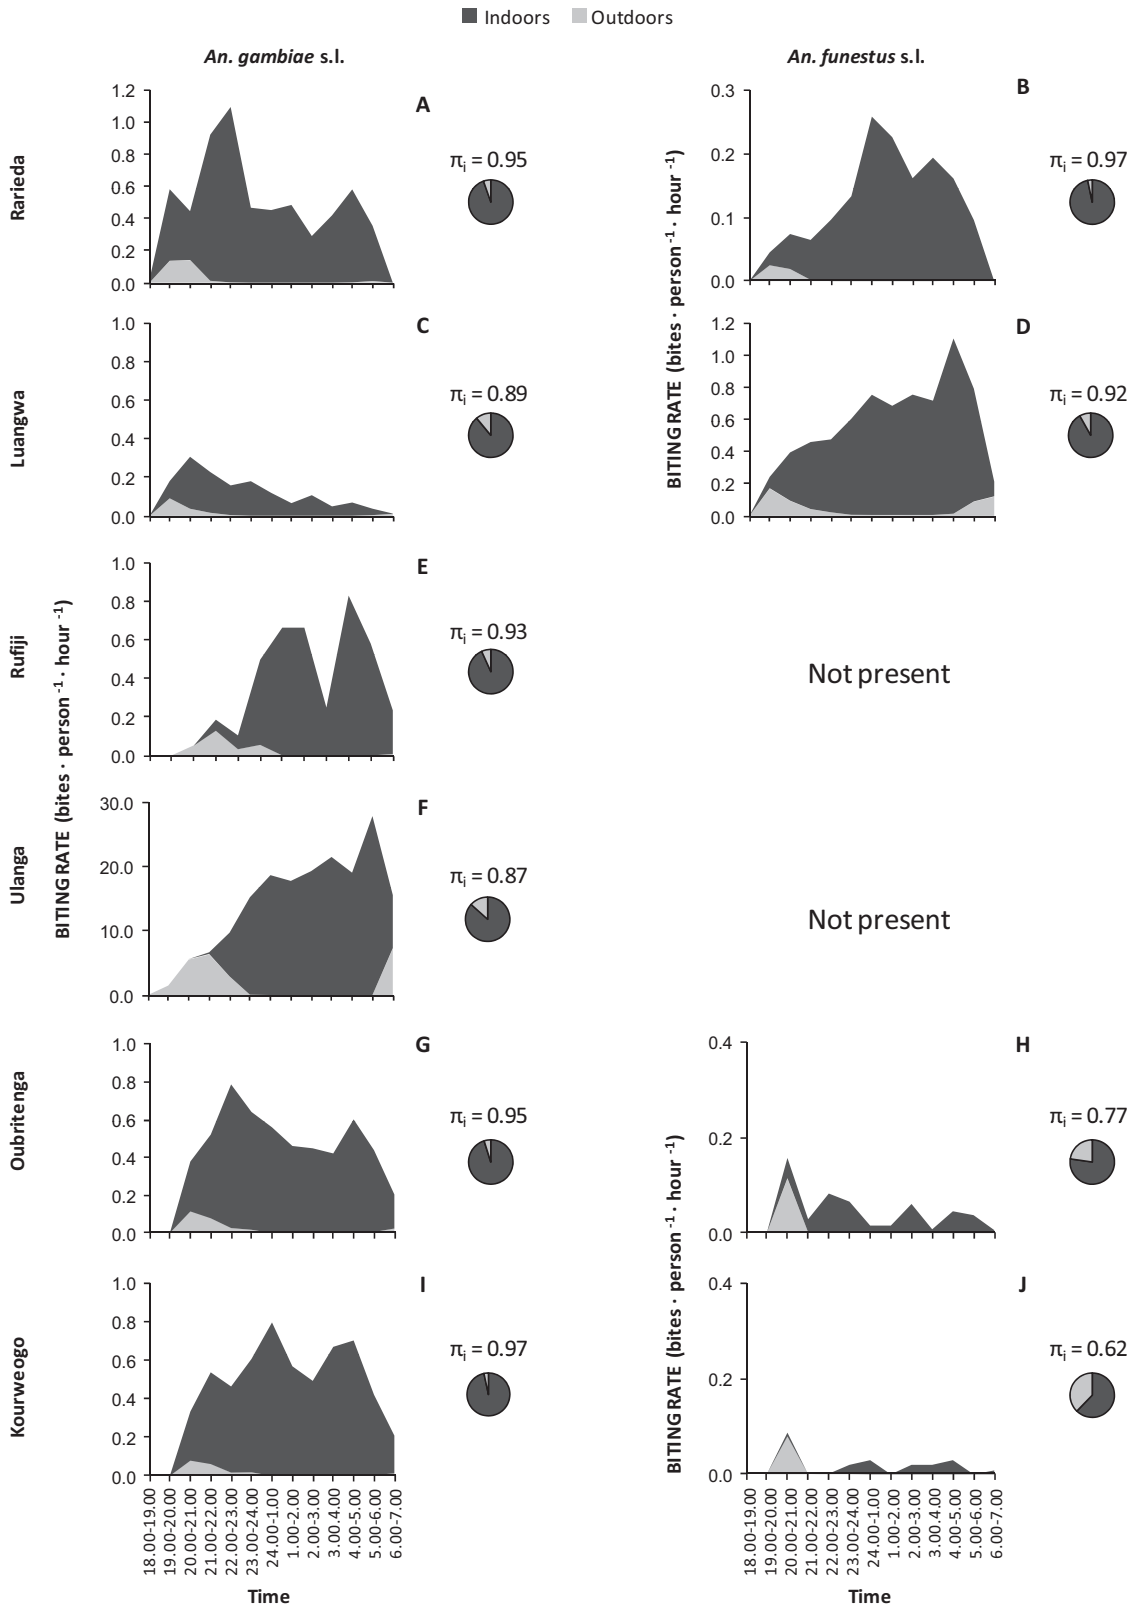 Indoors Outdoors
An. gambiae s.l.
An. funestus s.l.
Rarieda
1.2
1.0
0.8
0.6
0.4
0.2
0.0
A
πi = 0.95
BITING RATE (bites · person-1 · hour -1)
0.3
0.2
0.1
0.0
B
πi = 0.97
Luangwa
1.0
0.8
0.6
0.4
0.2
0.0
C
πi = 0.89
1.2
1.0
0.8
0.6
0.4
0.2
0.0
D
πi = 0.92
BITING RATE (bites · person-1 · hour -1)
Rufiji
1.0
0.8
0.6
0.4
0.2
0.0
E
πi = 0.93
Not present
Ulanga
30.0
20.0
10.0
0.0
F
πi = 0.87
Not present
Oubritenga
1.0
0.8
0.6
0.4
0.2
0.0
G
πi = 0.95
BITING RATE (bites · person-1 · hour -1)
0.4
0.2
0.0
H
πi = 0.77
Kourweogo
1.0
0.8
0.6
0.4
0.2
0.0
I
πi = 0.97
0.4
0.2
0.0
J
πi = 0.62
18.00-19.00
19.00-20.00
20.00-21.00
21.00-22.00
22.00-23.00
23.00-24.00
24.00-1.00
1.00-2.00
2.00-3.00
3.00.4.00
4.00-5.00
5.00-6.00
6.00-7.00
Time
18.00-19.00
19.00-20.00
20.00-21.00
21.00-22.00
22.00-23.00
23.00-24.00
24.00-1.00
1.00-2.00
2.00-3.00
3.00.4.00
4.00-5.00
5.00-6.00
6.00-7.00
Time